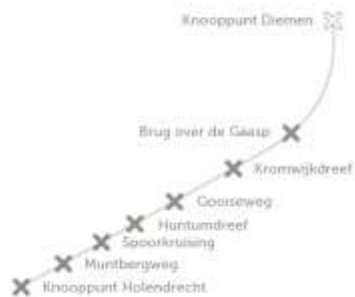 Knooppunt Diemen
Brug over de Gaasp
Kromwijkdreef
Gooiseweg
Huntumdreef
Spoorkruising
Muntbergweg
Knooppunt Holendrecht